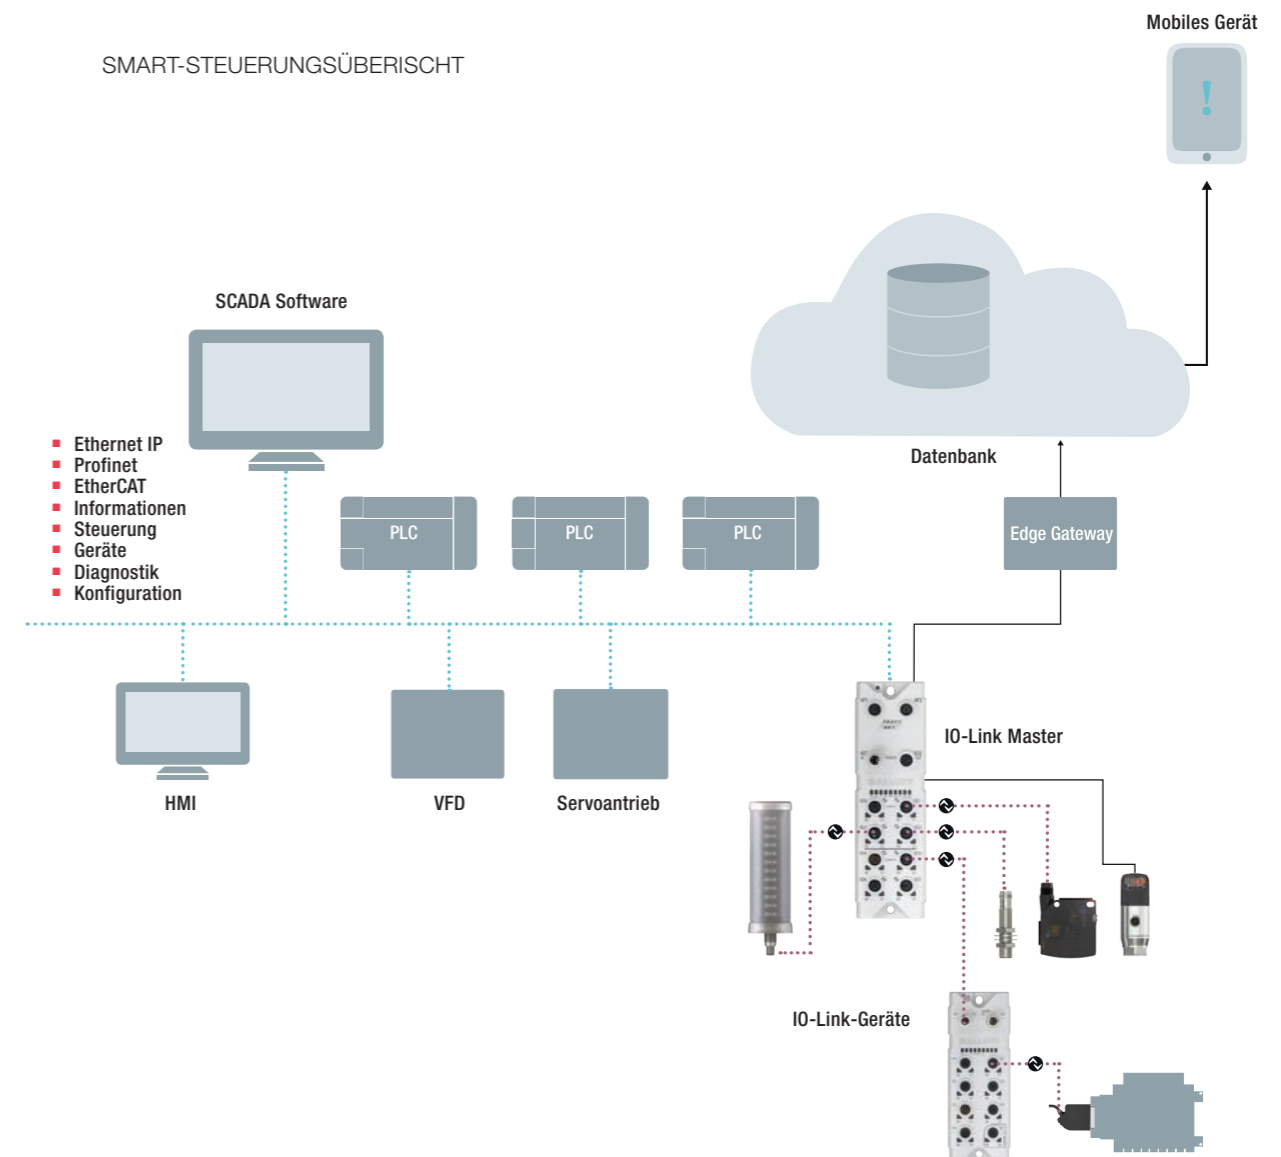 Mobiles Gerät
SMART-STEUERUNGSÜBERISCHT
SCADA Software
Ethernet IP
Profinet
EtherCAT
Informationen
Steuerung
Geräte
Diagnostik
Konfiguration
Datenbank
PLC
PLC
PLC
Edge Gateway
IO-Link Master
HMI
VFD
Servoantrieb
IO-Link-Geräte